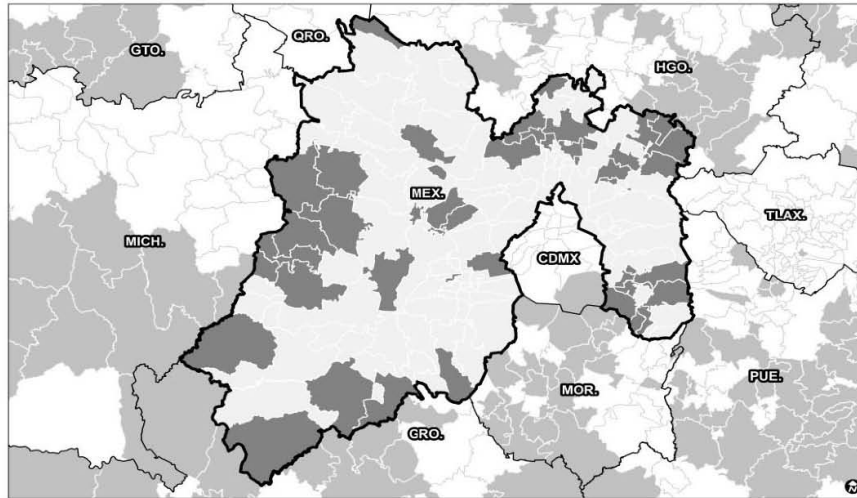 GTO.
QRO.
HGO.
MEX.
TLAX.
MICH.
CDMX
PUE.
MOR.
GRO.